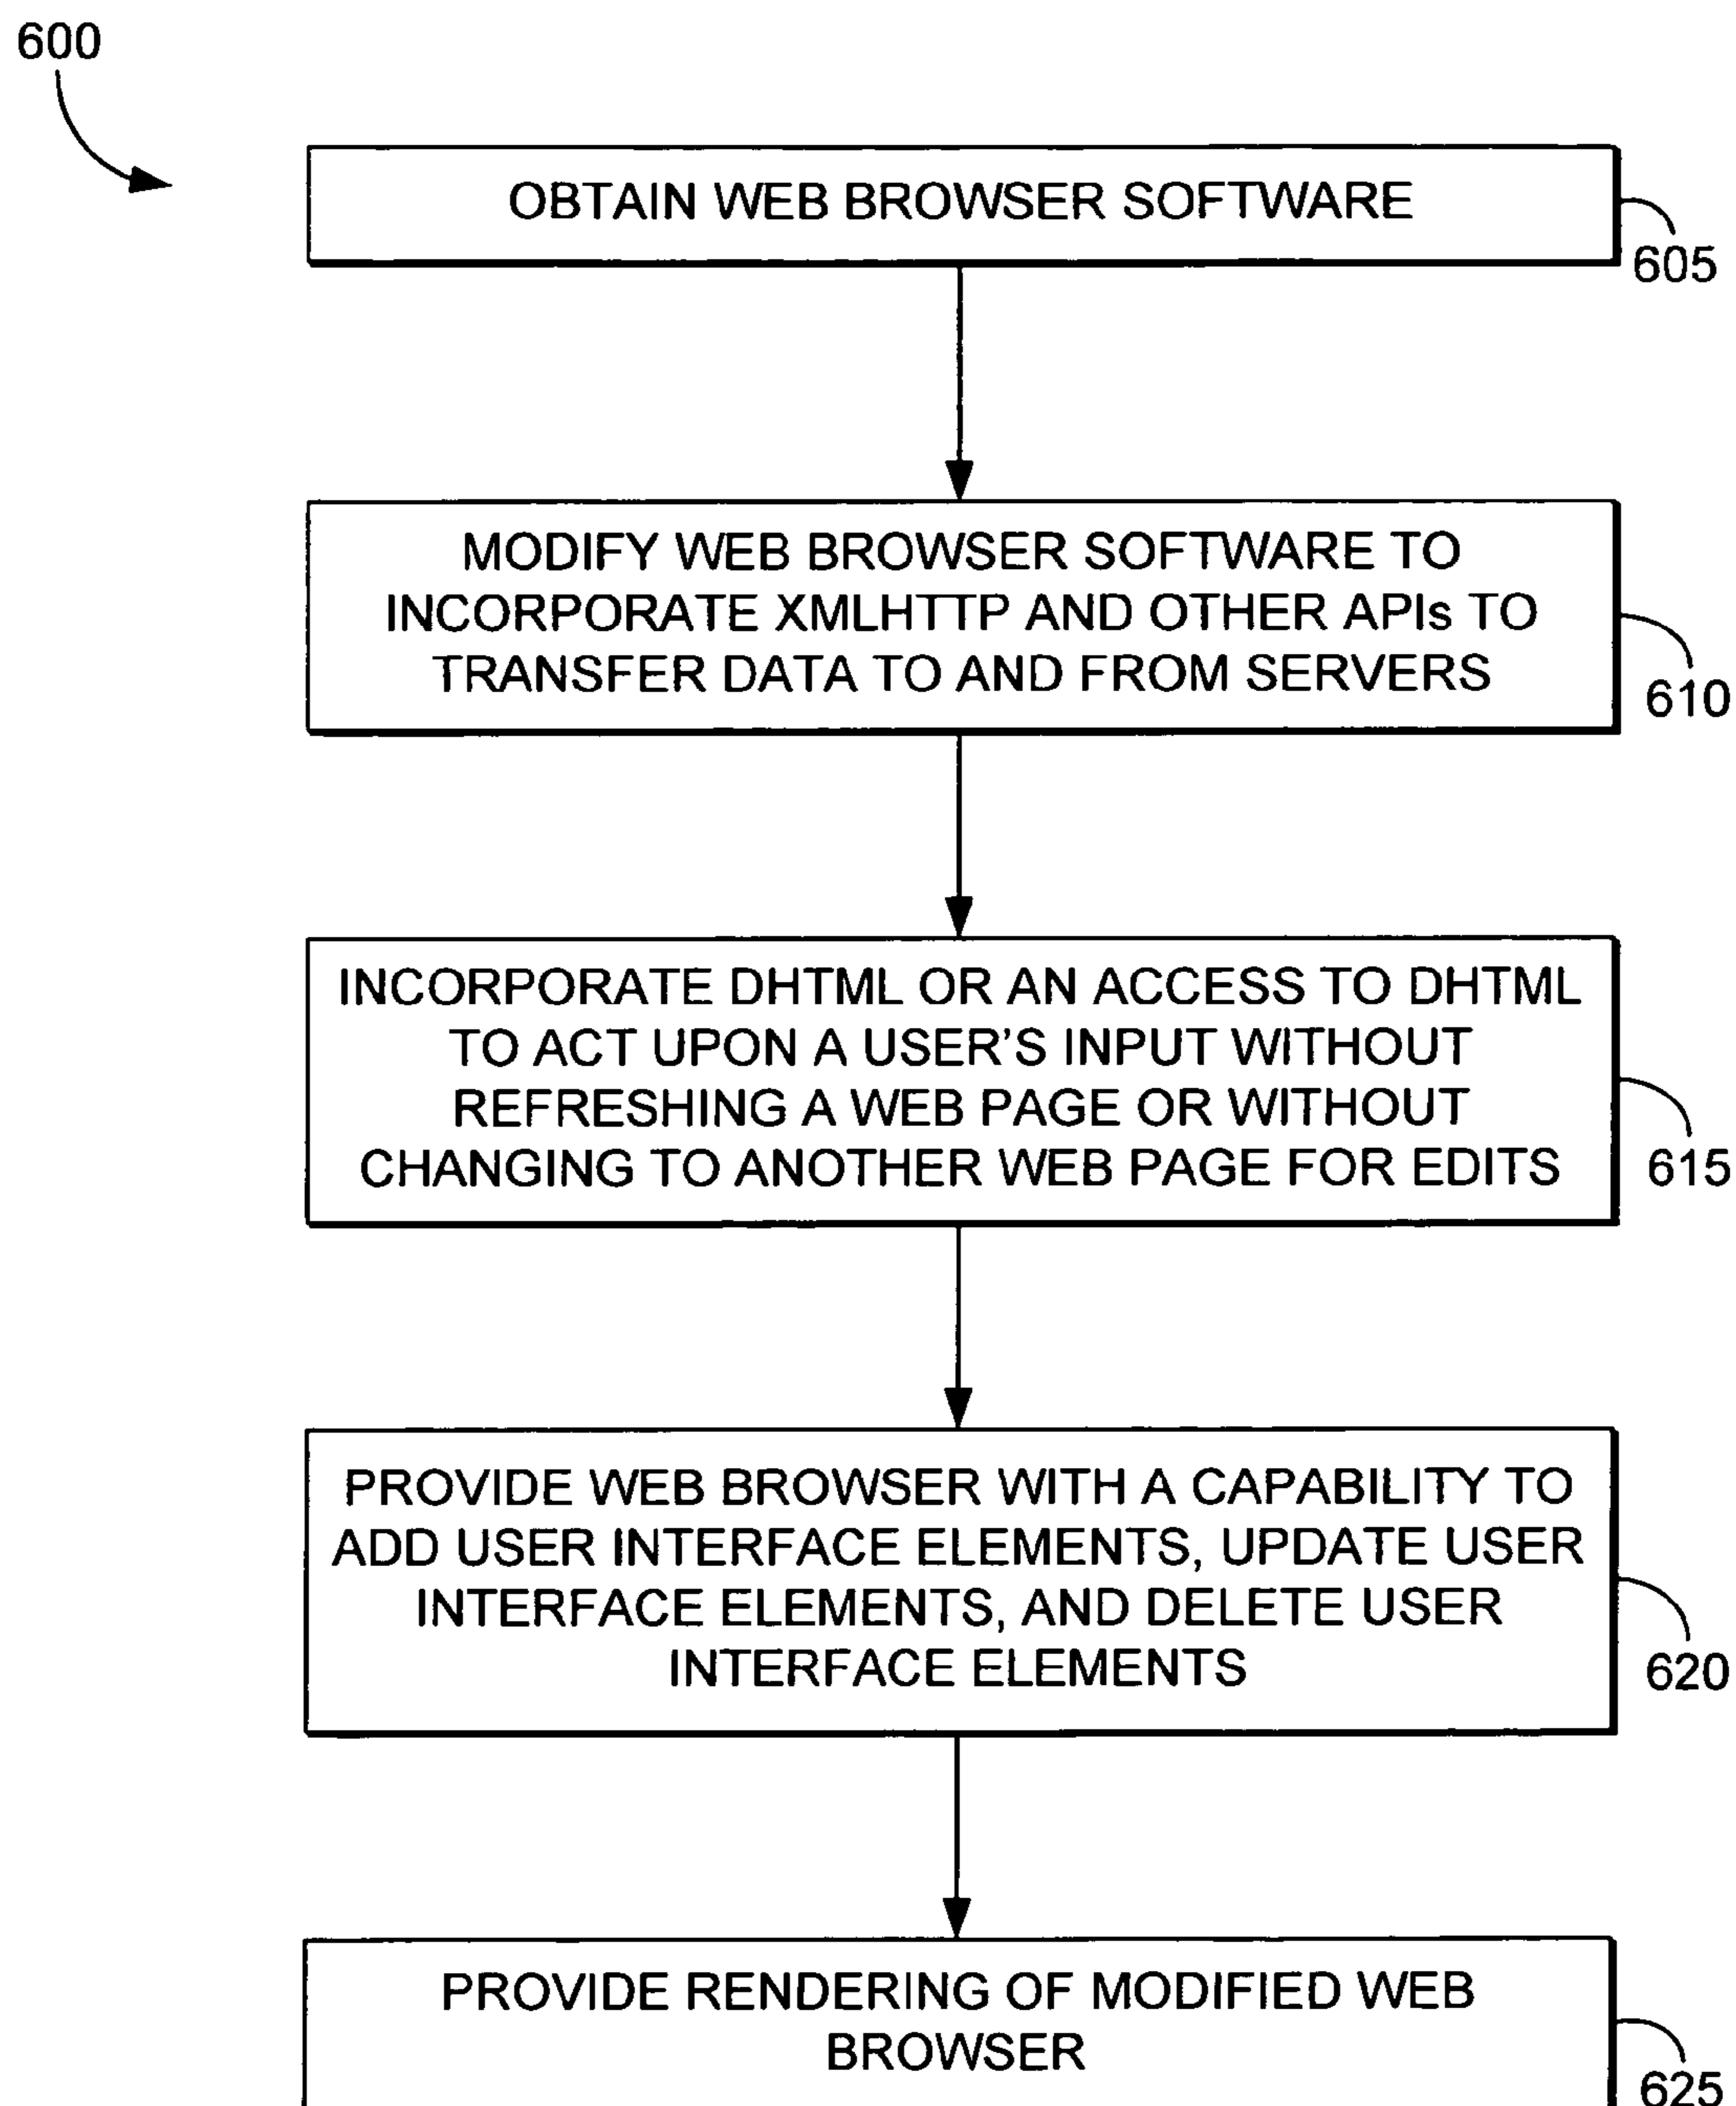 600
OBTAIN WEB BROWSER SOFTWARE
605
MODIFY WEB BROWSER SOFTWARE TO
INCORPORATE XMLHTTP AND OTHER APIs TO
TRANSFER DATA TO AND FROM SERVERS
610
INCORPORATE DHTML OR AN ACCESS TO DHTML
TO ACT UPON A USER'S INPUT WITHOUT
REFRESHING A WEB PAGE OR WITHOUT
CHANGING TO ANOTHER WEB PAGE FOR EDITS
615
PROVIDE WEB BROWSER WITH A CAPABILITY TO
ADD USER INTERFACE ELEMENTS, UPDATE USER
INTERFACE ELEMENTS, AND DELETE USER
INTERFACE ELEMENTS
620
PROVIDE RENDERING OF MODIFIED WEB
BROWSER
625